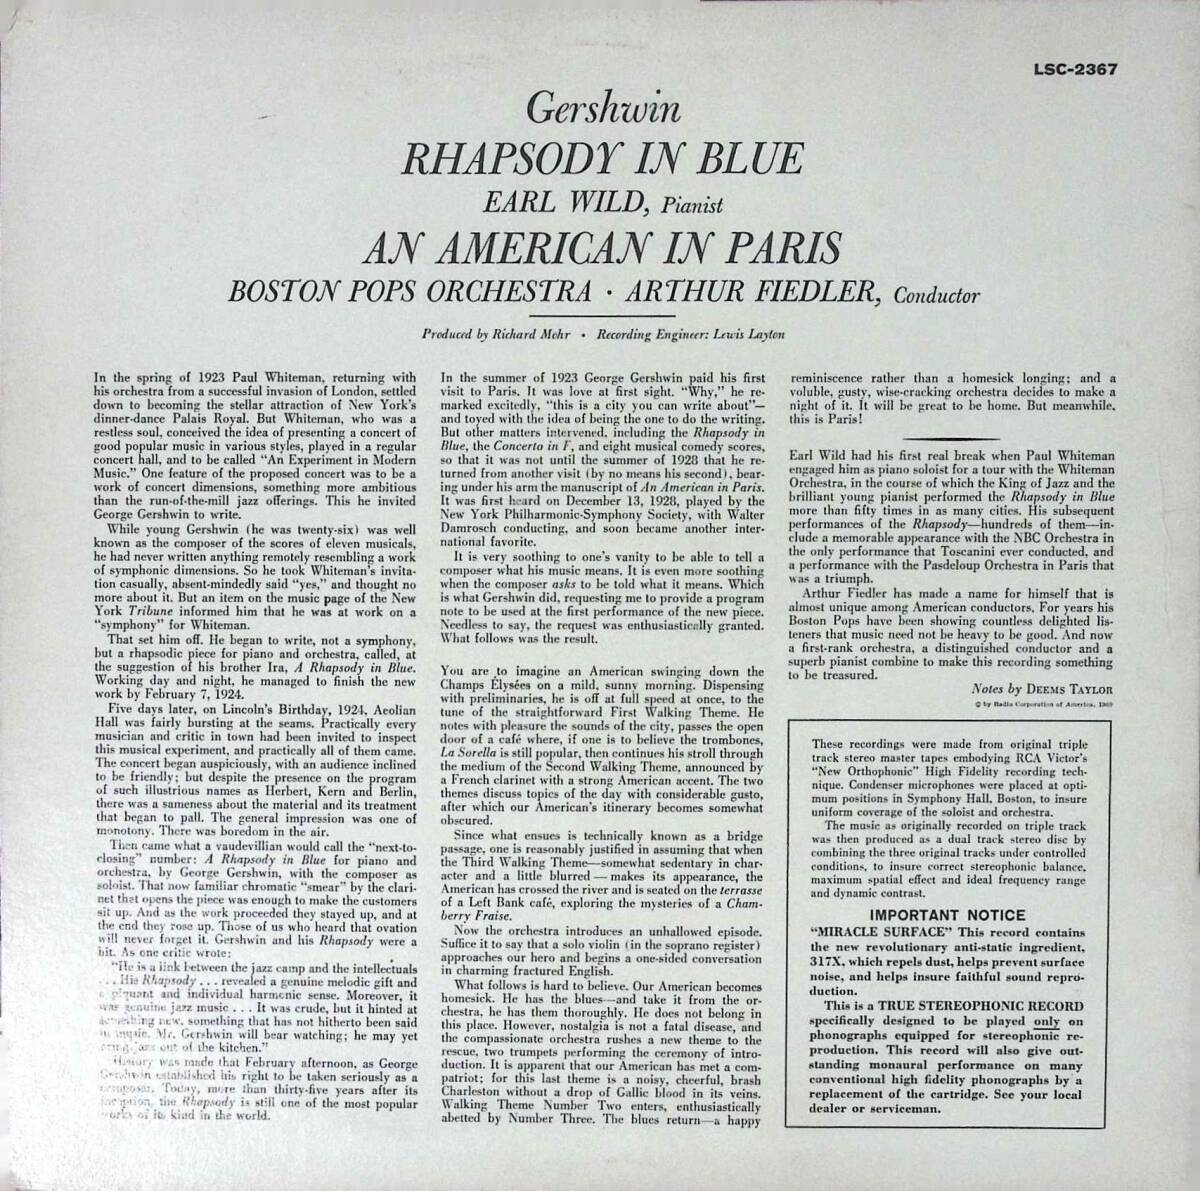 LSC-2367
Gershwin
RHAPSODY IN BLUE
EARL WILD, Pianist
AN AMERICAN IN PARIS
BOSTON POPS ORCHESTRA · ARTHUR FIEDLER, Conductor
Produced by Richard Mohr • Recording Engineer: Lewis Layton
In the spring of 1923 Paul Whiteman, returning with
his orchestra from a successful invasion of London, settled
down to becoming the stellar attraction of New York's
dinner-dance Palais Royal. But Whiteman, who was a
restless soul, conceived the idea of presenting a concert of
good popular music in various styles, played in a regular
concert hall, and to be called "An Experiment in Modern
Music." One feature of the proposed concert was to be a
work of concert dimensions, something more ambitious
than the run-of-the-mill jazz offerings. This he invited
George Gershwin to write.
While young Gershwin (he was twenty-six) was well
known as the composer of the scores of eleven musicals,
he had never written anything remotely resembling a work
of symphonic dimensions. So he took Whiteman's invita-
tion casually, absent-mindedly said "yes," and thought no
more about it. But an item on the music page of the New
York Tribune informed him that he was at work on a
"symphony" for Whiteman.
That set him off. He began to write, not a symphony,
but a rhapsodic piece for piano and orchestra, called, at
the suggestion of his brother Ira, A Rhapsody in Blue.
Working day and night, he managed to finish the new
work by February 7, 1924.
Five days later, on Lincoln's Birthday, 1924, Aeolian
Hall was fairly bursting at the seams. Practically every
musician and critic in town had been invited to inspect
this musical experiment, and practically all of them came.
The concert began auspiciously, with an audience inclined
to be friendly; but despite the presence on the program
of such illustrious names as Herbert, Kern and Berlin,
there was a sameness about the material and its treatment
that began to pall. The general impression was one of
monotony. There was boredom in the air.
Then came what a vaudevillian would call the "next-to-
closing" number: A Rhapsody in Blue for piano and
orchestra, by George Gershwin, with the composer as
soloist. That now familiar chromatic "smear" by the clari-
net that opens the piece was enough to make the customers
sit up. And as the work proceeded they stayed up, and at
the end they rose up. Those of us who heard that ovation
will never forget it. Gershwin and his Rhapsody were a
hit. As one critic wrote:
"He is a link between the jazz camp and the intellectuals
. . . His Rhapsody . . . revealed a genuine melodic gift and
a piquant and individual harmonic sense. Moreover, it
was genuine jazz music . . . It was crude, but it hinted at
something new, something that has not hitherto been said
in music. Mr. Gershwin will bear watching; he may yet
bring jazz out of the kitchen."
History was made that February afternoon, as George
Gershwin established his right to be taken seriously as a
composer. Today, more than thirty-five years after its
inception, the Rhapsody is still one of the most popular
works of its kind in the world.
In the summer of 1923 George Gershwin paid his first
visit to Paris. It was love at first sight. "Why," he re-
marked excitedly, "this is a city you can write about"—
and toyed with the idea of being the one to do the writing.
But other matters intervened, including the Rhapsody in
Blue, the Concerto in F, and eight musical comedy scores,
so that it was not until the summer of 1928 that he re-
turned from another visit (by no means his second), bear-
ing under his arm the manuscript of An American in Paris.
It was first heard on December 13, 1928, played by the
New York Philharmonic-Symphony Society, with Walter
Damrosch conducting, and soon became another inter-
national favorite.
It is very soothing to one's vanity to be able to tell a
composer what his music means. It is even more soothing
when the composer asks to be told what it means. Which
is what Gershwin did, requesting me to provide a program
note to be used at the first performance of the new piece.
Needless to say, the request was enthusiastically granted.
What follows was the result.
You are to imagine an American swinging down the
Champs Élysées on a mild, sunny morning. Dispensing
with preliminaries, he is off at full speed at once, to the
tune of the straightforward First Walking Theme. He
notes with pleasure the sounds of the city, passes the open
door of a café where, if one is to believe the trombones,
La Sorella is still popular, then continues his stroll through
the medium of the Second Walking Theme, announced by
a French clarinet with a strong American accent. The two
themes discuss topics of the day with considerable gusto,
after which our American's itinerary becomes somewhat
obscured.
Since what ensues is technically known as a bridge
passage, one is reasonably justified in assuming that when
the Third Walking Theme—somewhat sedentary in char-
acter and a little blurred — makes its appearance, the
American has crossed the river and is seated on the terrasse
of a Left Bank café, exploring the mysteries of a Cham-
berry Fraise.
Now the orchestra introduces an unhallowed episode.
Suffice it to say that a solo violin (in the soprano register)
approaches our hero and begins a one-sided conversation
in charming fractured English.
What follows is hard to believe. Our American becomes
homesick. He has the blues—and take it from the or-
chestra, he has them thoroughly. He does not belong in
this place. However, nostalgia is not a fatal disease, and
the compassionate orchestra rushes a new theme to the
rescue, two trumpets performing the ceremony of intro-
duction. It is apparent that our American has met a com-
patriot; for this last theme is a noisy, cheerful, brash
Charleston without a drop of Gallic blood in its veins.
Walking Theme Number Two enters, enthusiastically
abetted by Number Three. The blues return—a happy
reminiscence rather than a homesick longing; and a
voluble, gusty, wise-cracking orchestra decides to make a
night of it. It will be great to be home. But meanwhile,
this is Paris!
Earl Wild had his first real break when Paul Whiteman
engaged him as piano soloist for a tour with the Whiteman
Orchestra, in the course of which the King of Jazz and the
brilliant young pianist performed the Rhapsody in Blue
more than fifty times in as many cities. His subsequent
performances of the Rhapsody—hundreds of them—in-
clude a memorable appearance with the NBC Orchestra in
the only performance that Toscanini ever conducted, and
a performance with the Pasdeloup Orchestra in Paris that
was a triumph.
Arthur Fiedler has made a name for himself that is
almost unique among American conductors. For years his
Boston Pops have been showing countless delighted lis-
teners that music need not be heavy to be good. And now
a first-rank orchestra, a distinguished conductor and a
superb pianist combine to make this recording something
to be treasured.
Notes by DEEMS TAYLOR
© by Radio Corporation of America, 1960
These recordings were made from original triple
track stereo master tapes embodying RCA Victor's
"New Orthophonic" High Fidelity recording tech-
nique. Condenser microphones were placed at opti-
mum positions in Symphony Hall, Boston, to insure
uniform coverage of the soloist and orchestra.
The music as originally recorded on triple track
was then produced as a dual track stereo disc by
combining the three original tracks under controlled
conditions, to insure correct stereophonic balance,
maximum spatial effect and ideal frequency range
and dynamic contrast.
IMPORTANT NOTICE
"MIRACLE SURFACE" This record contains
the new revolutionary anti-static ingredient,
317X, which repels dust, helps prevent surface
noise, and helps insure faithful sound repro-
duction.
This is a TRUE STEREOPHONIC RECORD
specifically designed to be played only on
phonographs equipped for stereophonic re-
production. This record will also give out-
standing monaural performance on many
conventional high fidelity phonographs by a
replacement of the cartridge. See your local
dealer or serviceman.